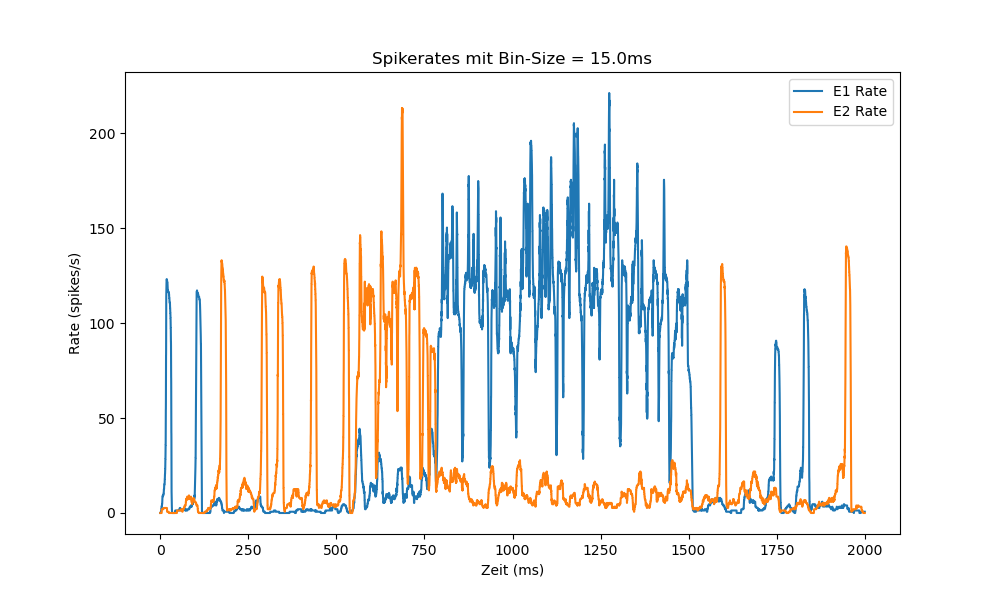 Spikerates mit Bin-Size = 15.0ms
E1 Rate
E2 Rate
Rate (spikes/s)
200
150
100
50
0
0 250 500 750 1000 1250 1500 1750 2000
Zeit (ms)